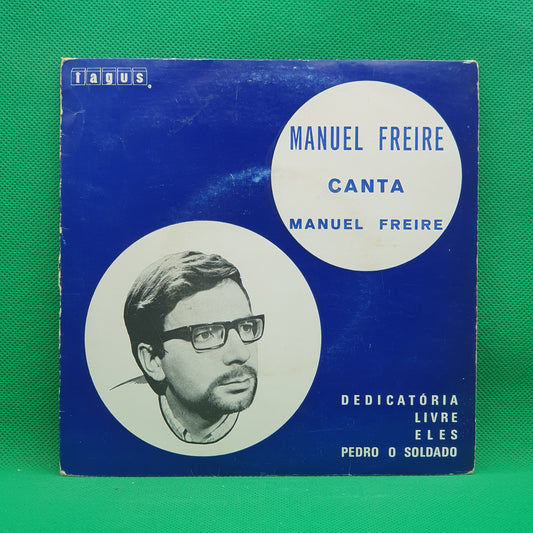 tagus
MANUEL FREIRE
CANTA
MANUEL FREIRE
DEDICATÓRIA
LIVRE
ELES
PEDRO O SOLDADO